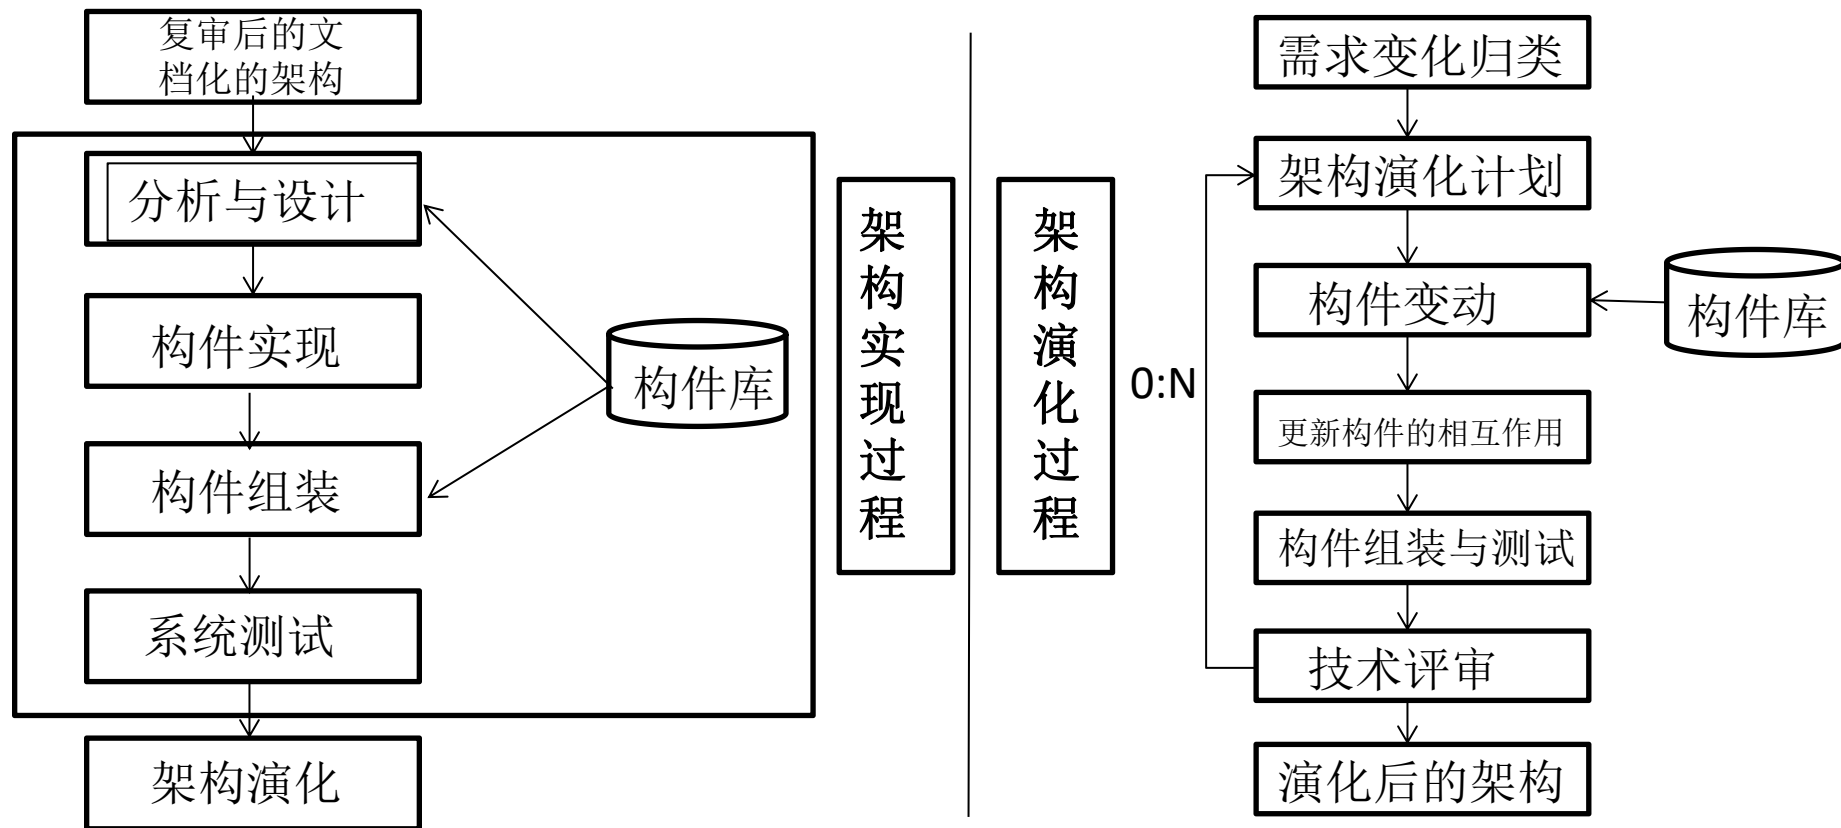 复审后的文
档化的架构
分析与设计
构件实现
构件组装
系统测试
架构演化
构件库
架
构
实
现
过
程
架
构
演
化
过
程
0:N
需求变化归类
架构演化计划
构件变动
更新构件的相互作用
构件组装与测试
技术评审
演化后的架构
构件库